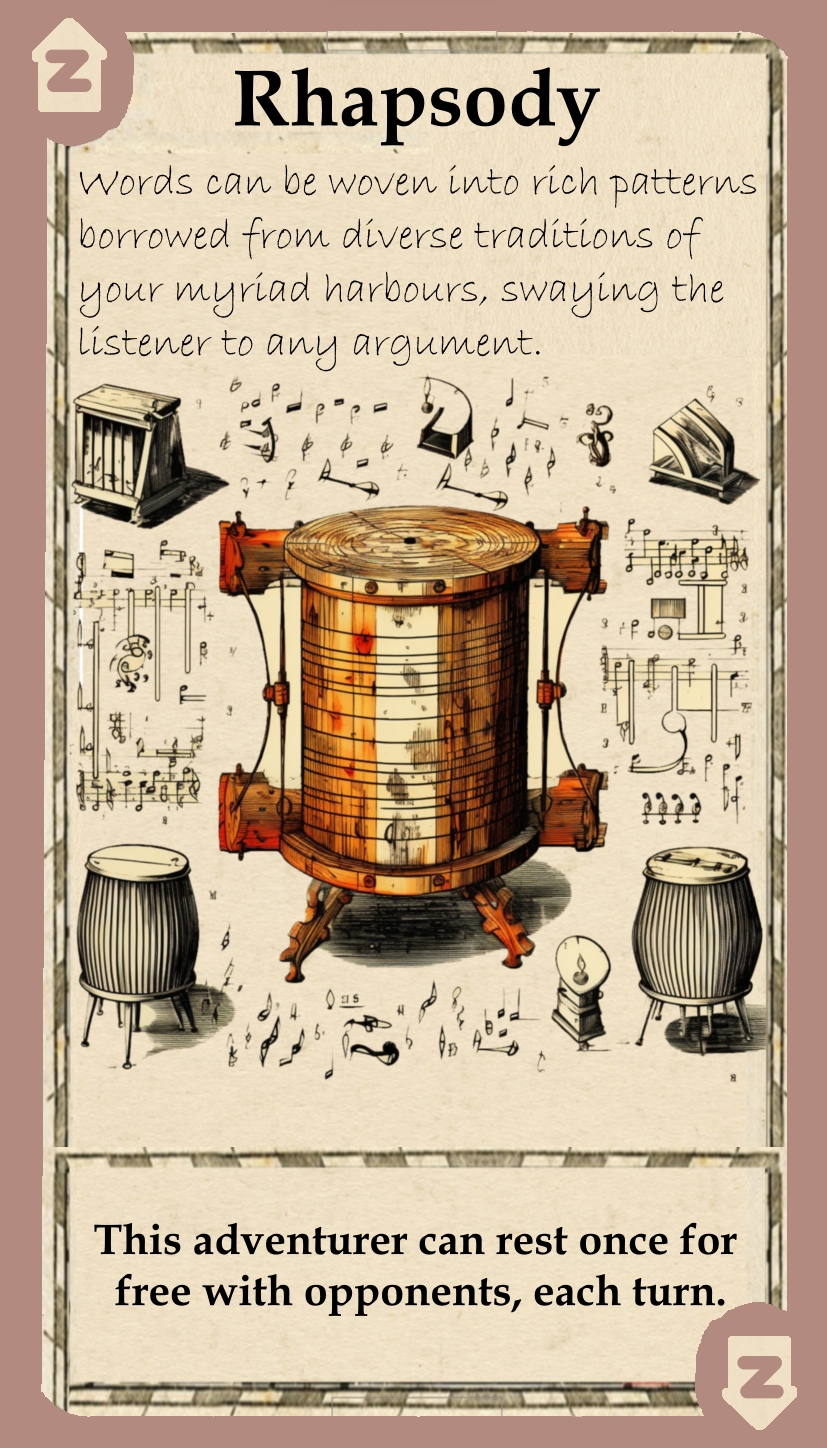 Z
Rhapsody
Words can be woven into rich patterns
borrowed from diverse traditions of
your myriad harbours, swaying the
listener to any argument.
This adventurer can rest once for
free with opponents, each turn.
Z